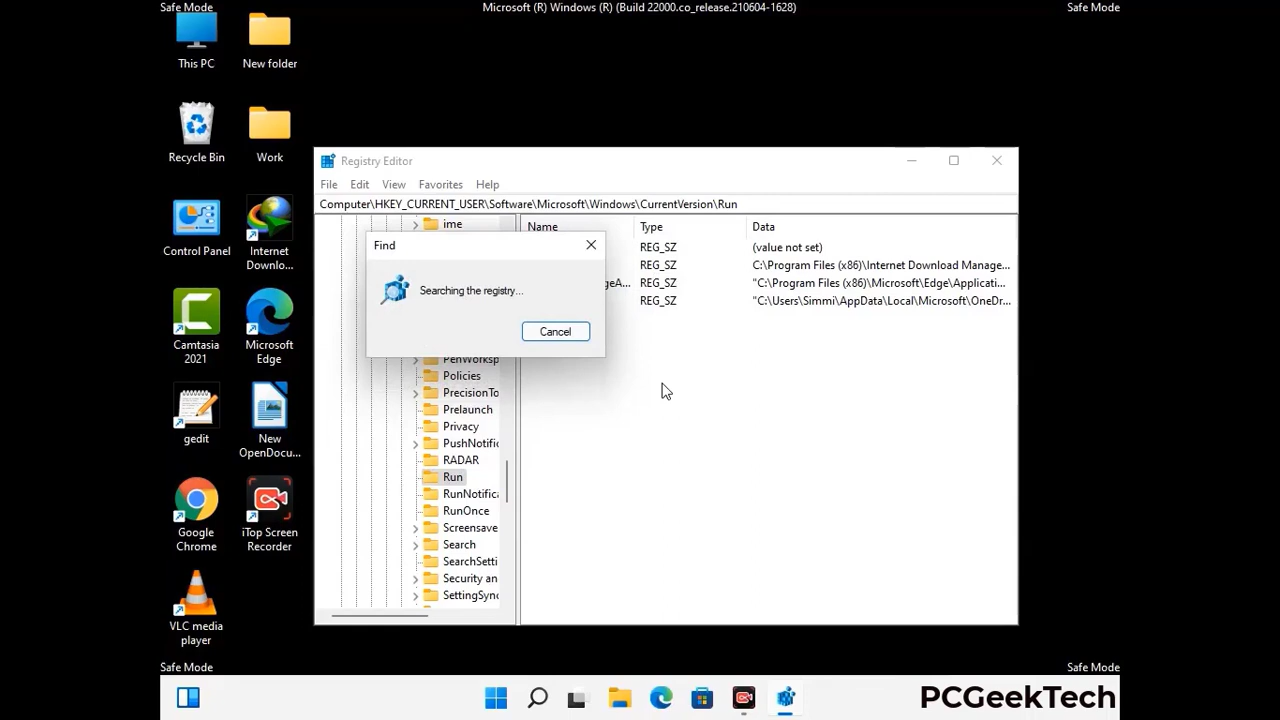 Safe Mode
Microsoft (R) Windows (R) (Build 22000.co_release.210604-1628)
Safe Mode
This PC
New folder
Recycle Bin
Work
Control Panel
Internet
Downlo...
Camtasia
2021
Microsoft
Edge
gedit
New
OpenDocu...
Google
Chrome
iTop Screen
Recorder
VLC media
player
Registry Editor
File Edit View Favorites Help
Computer\HKEY_CURRENT_USER\Software\Microsoft\Windows\CurrentVersion\Run
ime
PenWorksp
Policies
PrecisionTo
Prelaunch
Privacy
PushNotific
RADAR
Run
RunNotifica
RunOnce
Screensave
Search
SearchSetti
Security an
SettingSync
Name Type Data
REG_SZ (value not set)
REG_SZ C:\Program Files (x86)\Internet Download Manage...
geA... REG_SZ "C:\Program Files (x86)\Microsoft\Edge\Applicati...
REG_SZ "C:\Users\Simmi\AppData\Local\Microsoft\OneDr...
Find
Searching the registry...
Cancel
Safe Mode
Safe Mode
PCGeekTech